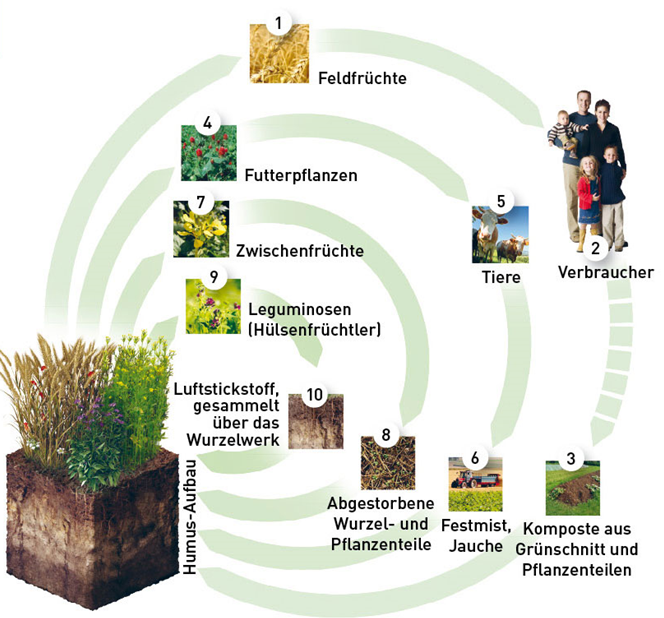 1
Feldfrüchte
4
Futterpflanzen
7
Zwischenfrüchte
5
Tiere
2
Verbraucher
9
Leguminosen
(Hülsenfrüchtler)
Luftstickstoff,
gesammelt
über das
Wurzelwerk
10
8
Abgestorbene
Wurzel- und
Pflanzenteile
6
Festmist,
Jauche
3
Komposte aus
Grünschnitt und
Pflanzenteilen
Humus-Aufbau